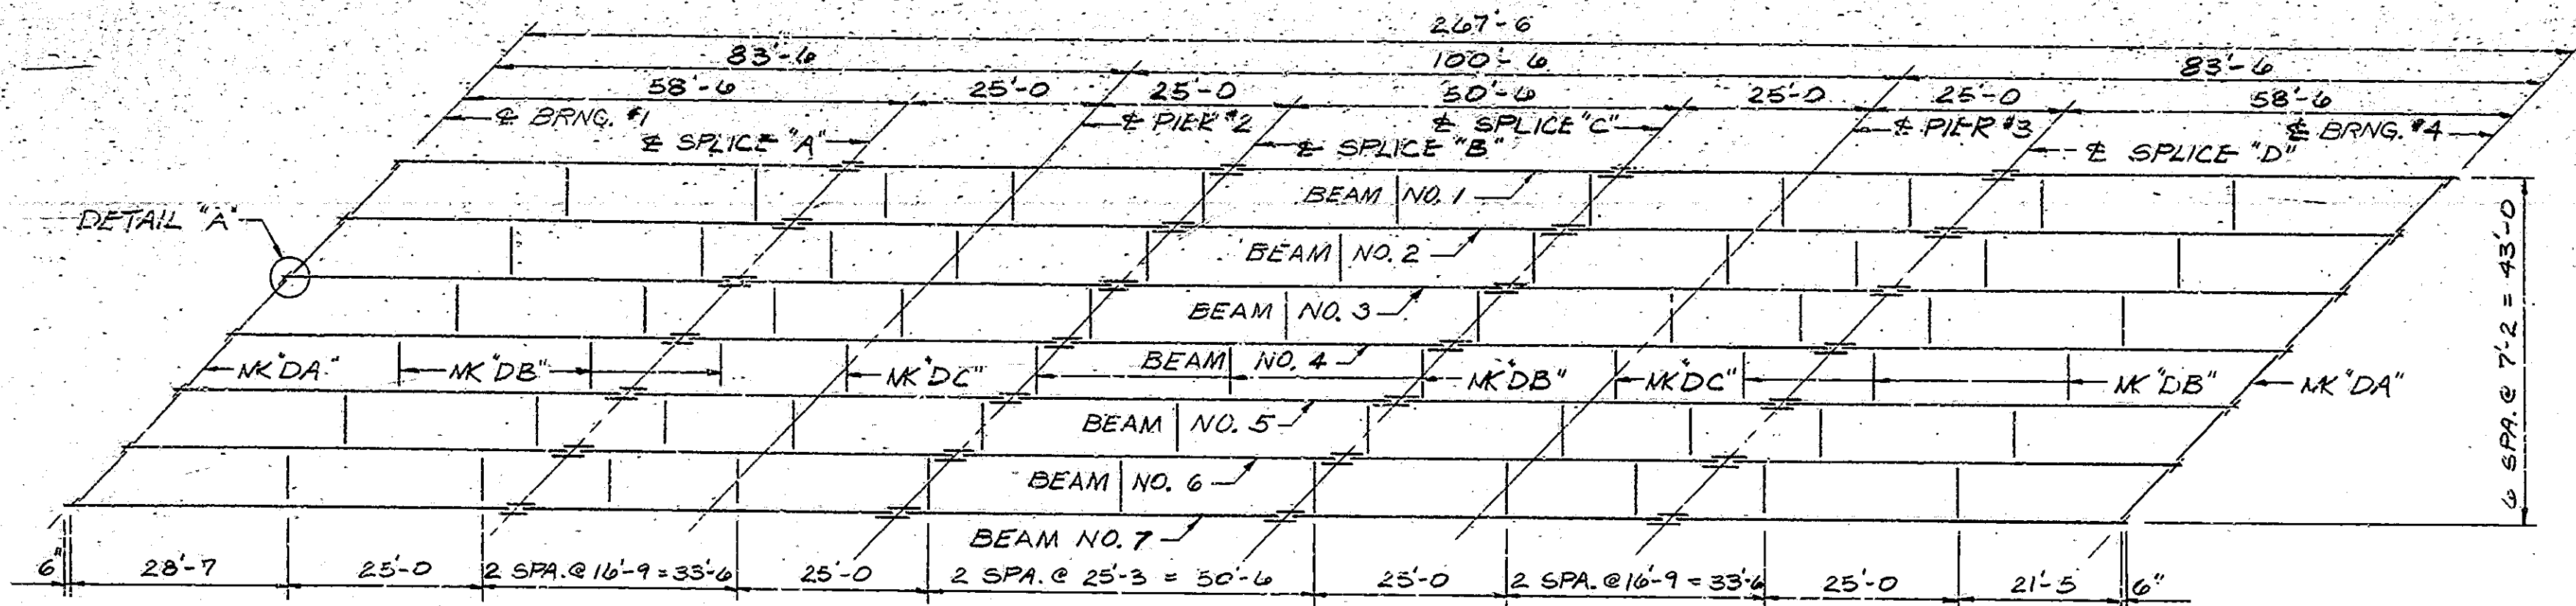 267'-6
83'-6 100'-6 83'-6
58'-6 25'-0 25'-0 50'-6 25'-0 25'-0 58'-6
℄ BRNG. #1 ℄ PIER #2 ℄ SPLICE "C" ℄ PIER #3 ℄ BRNG. #4
℄ SPLICE "A" ℄ SPLICE "B" ℄ SPLICE "D"
BEAM NO. 1
DETAIL "A"
BEAM NO. 2
BEAM NO. 3
BEAM NO. 4
MK "DA" MK "DB" MK "DC" MK "DB" MK "DC" MK "DB" MK "DA"
BEAM NO. 5
BEAM NO. 6
BEAM NO. 7
6 SPA. @ 7'-2 = 43'-0
6" 28'-7 25'-0 2 SPA. @ 16'-9 = 33'-6 25'-0 2 SPA. @ 25'-3 = 50'-6 25'-0 2 SPA. @ 16'-9 = 33'-6 25'-0 21'-5 6"